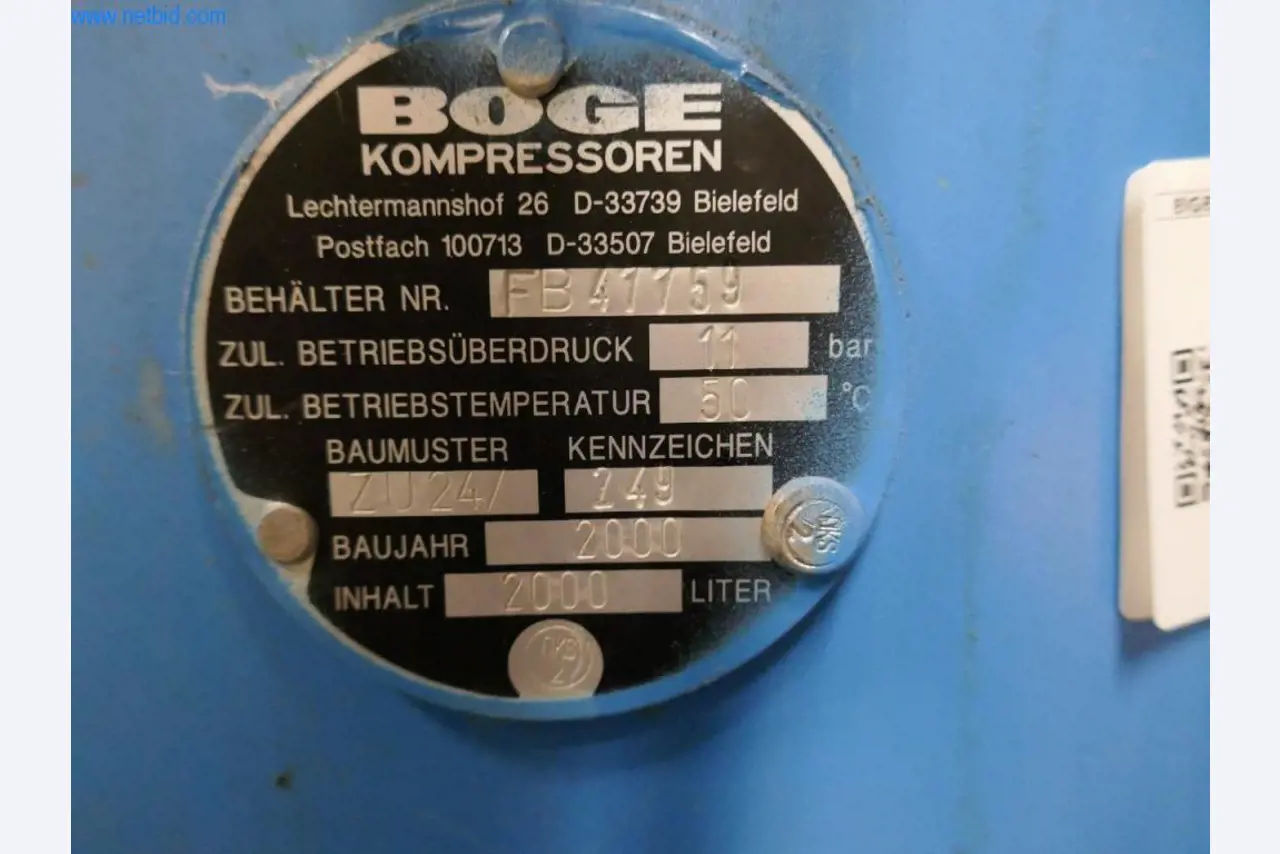 www.netbid.com
BOGE
KOMPRESSOREN
Lechtermannshof 26 D-33739 Bielefeld
Postfach 100713 D-33507 Bielefeld
BEHÄLTER NR. FB 41159
ZUL. BETRIEBSÜBERDRUCK 11 bar
ZUL. BETRIEBSTEMPERATUR 50 °C
BAUMUSTER KENNZEICHEN
ZU 24/ 249
BAUJAHR 2000
INHALT 2000 LITER